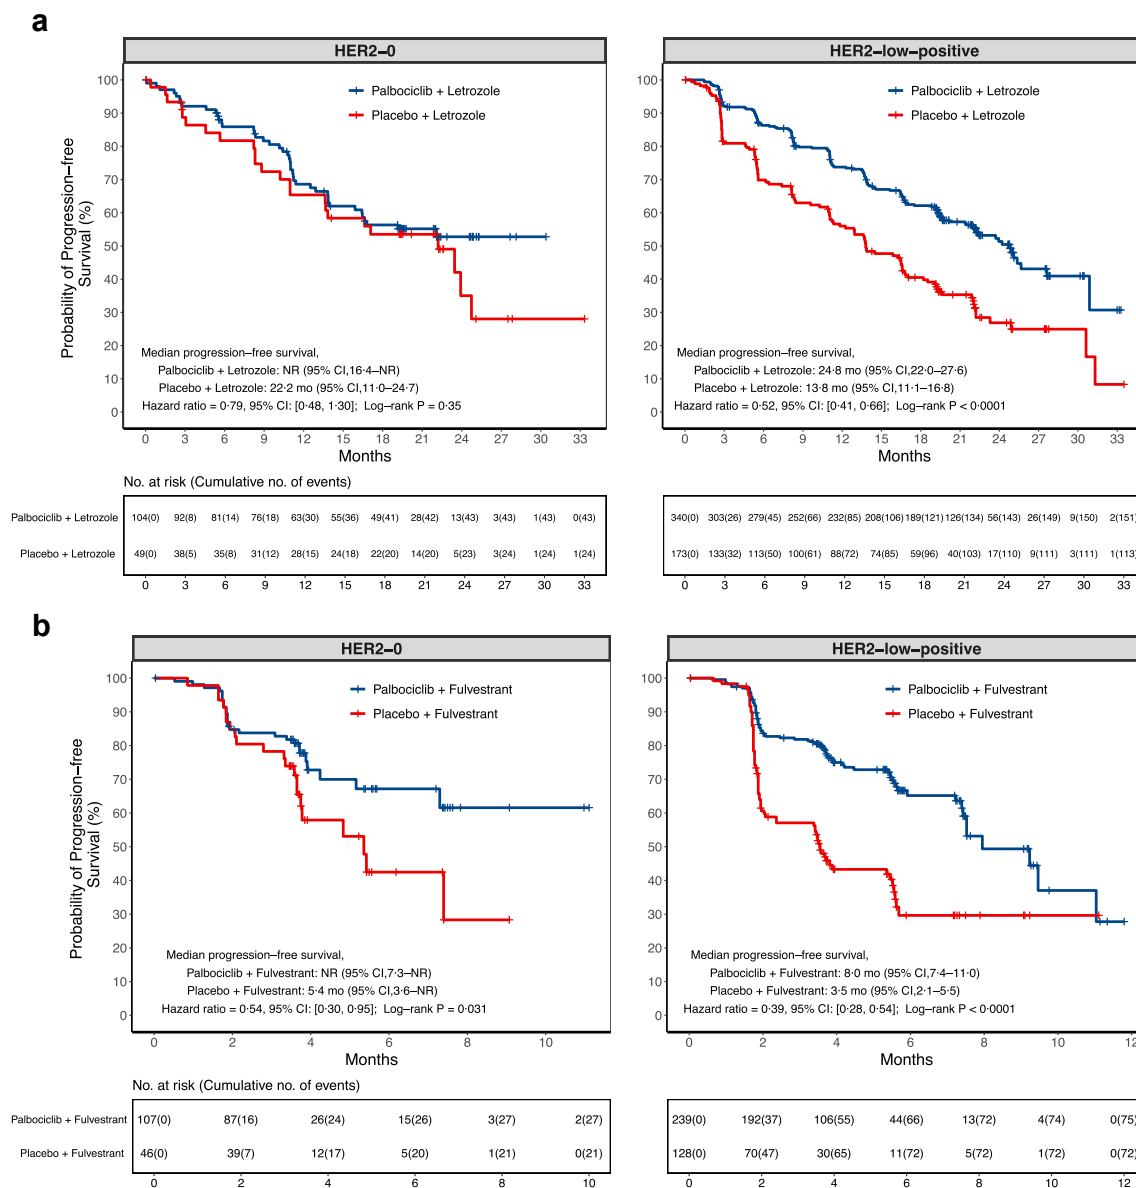 a
HER2–0
HER2–low–positive
Probability of Progression–free
Survival (%)
100
90
80
70
60
50
40
30
20
10
0
Palbociclib + Letrozole
Placebo + Letrozole
Median progression–free survival,
Palbociclib + Letrozole: NR (95% CI,16·4–NR)
Placebo + Letrozole: 22·2 mo (95% CI,11·0–24·7)
Hazard ratio = 0·79, 95% CI: [0·48, 1·30]; Log–rank P = 0·35
0 3 6 9 12 15 18 21 24 27 30 33
Months
100
90
80
70
60
50
40
30
20
10
0
Palbociclib + Letrozole
Placebo + Letrozole
Median progression–free survival,
Palbociclib + Letrozole: 24·8 mo (95% CI,22·0–27·6)
Placebo + Letrozole: 13·8 mo (95% CI,11·1–16·8)
Hazard ratio = 0·52, 95% CI: [0·41, 0·66]; Log–rank P < 0·0001
0 3 6 9 12 15 18 21 24 27 30 33
Months
No. at risk (Cumulative no. of events)
Palbociclib + Letrozole 104(0) 92(8) 81(14) 76(18) 63(30) 55(36) 49(41) 28(42) 13(43) 3(43) 1(43) 0(43) 340(0) 303(26) 279(45) 252(66) 232(85) 208(106) 189(121) 126(134) 56(143) 26(149) 9(150) 2(151)
Placebo + Letrozole 49(0) 38(5) 35(8) 31(12) 28(15) 24(18) 22(20) 14(20) 5(23) 3(24) 1(24) 1(24) 173(0) 133(32) 113(50) 100(61) 88(72) 74(85) 59(96) 40(103) 17(110) 9(111) 3(111) 1(113)
0 3 6 9 12 15 18 21 24 27 30 33 0 3 6 9 12 15 18 21 24 27 30 33
b
HER2–0
HER2–low–positive
Probability of Progression–free
Survival (%)
100
90
80
70
60
50
40
30
20
10
0
Palbociclib + Fulvestrant
Placebo + Fulvestrant
Median progression–free survival,
Palbociclib + Fulvestrant: NR (95% CI,7·3–NR)
Placebo + Fulvestrant: 5·4 mo (95% CI,3·6–NR)
Hazard ratio = 0·54, 95% CI: [0·30, 0·95]; Log–rank P = 0·031
0 2 4 6 8 10
Months
100
90
80
70
60
50
40
30
20
10
0
Palbociclib + Fulvestrant
Placebo + Fulvestrant
Median progression–free survival,
Palbociclib + Fulvestrant: 8·0 mo (95% CI,7·4–11·0)
Placebo + Fulvestrant: 3·5 mo (95% CI,2·1–5·5)
Hazard ratio = 0·39, 95% CI: [0·28, 0·54]; Log–rank P < 0·0001
0 2 4 6 8 10 12
Months
No. at risk (Cumulative no. of events)
Palbociclib + Fulvestrant 107(0) 87(16) 26(24) 15(26) 3(27) 2(27) 239(0) 192(37) 106(55) 44(66) 13(72) 4(74) 0(75)
Placebo + Fulvestrant 46(0) 39(7) 12(17) 5(20) 1(21) 0(21) 128(0) 70(47) 30(65) 11(72) 5(72) 1(72) 0(72)
0 2 4 6 8 10 0 2 4 6 8 10 12